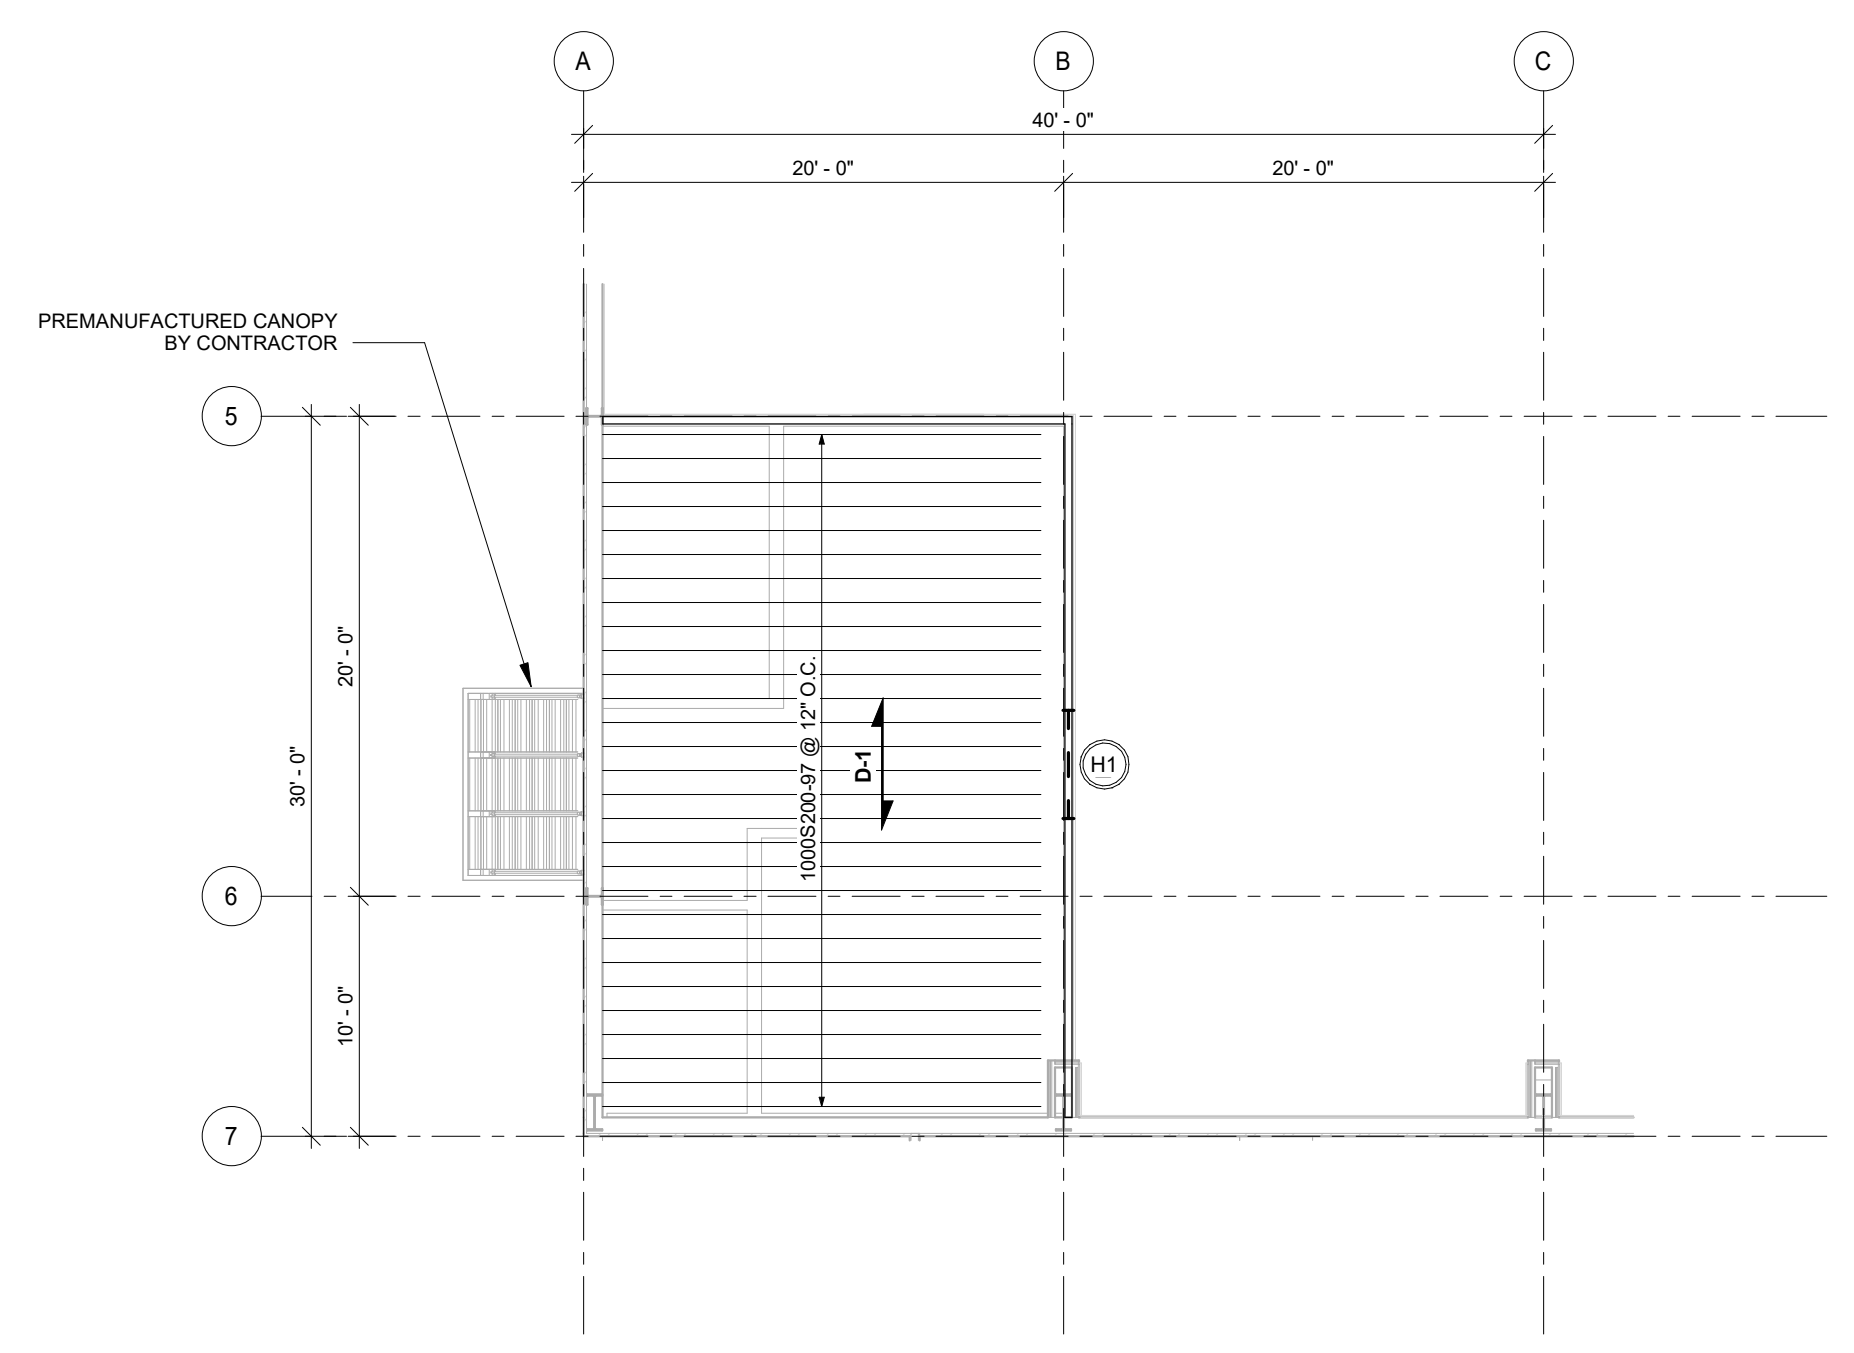 A
B
C
40' - 0"
20' - 0"
20' - 0"
PREMANUFACTURED CANOPY
BY CONTRACTOR
5
20' - 0"
30' - 0"
1000S200-97 @ 12" O.C.
D-1
H1
6
10' - 0"
7